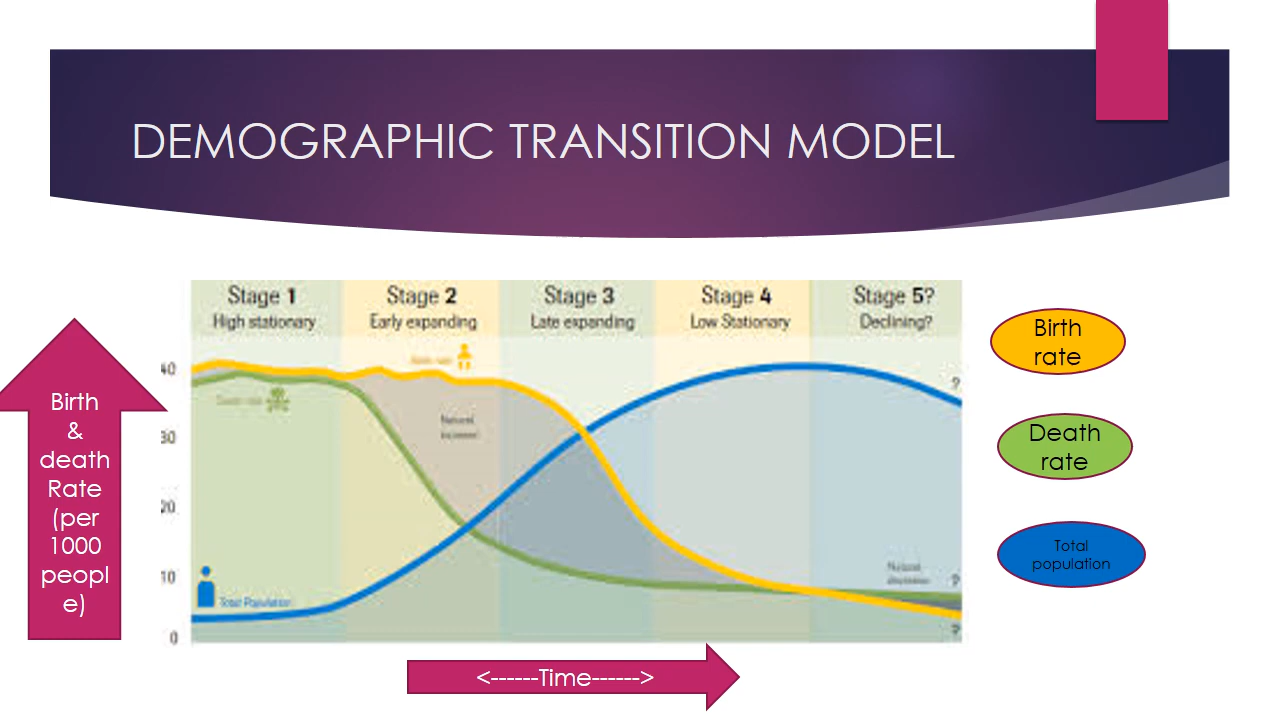 DEMOGRAPHIC TRANSITION MODEL
Stage 1
High stationary
Stage 2
Early expanding
Stage 3
Late expanding
Stage 4
Low Stationary
Stage 5?
Declining?
40
30
20
10
0
Natural
increase
Total Population
Natural
?
?
?
Birth
&
death
Rate
(per
1000
peopl
e)
<------Time------>
Birth
rate
Death
rate
Total
population